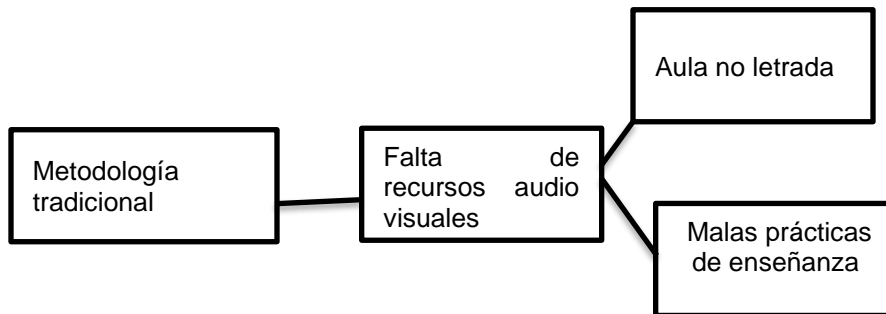 Metodología
tradicional
Falta de
recursos audio
visuales
Aula no letrada
Malas prácticas
de enseñanza